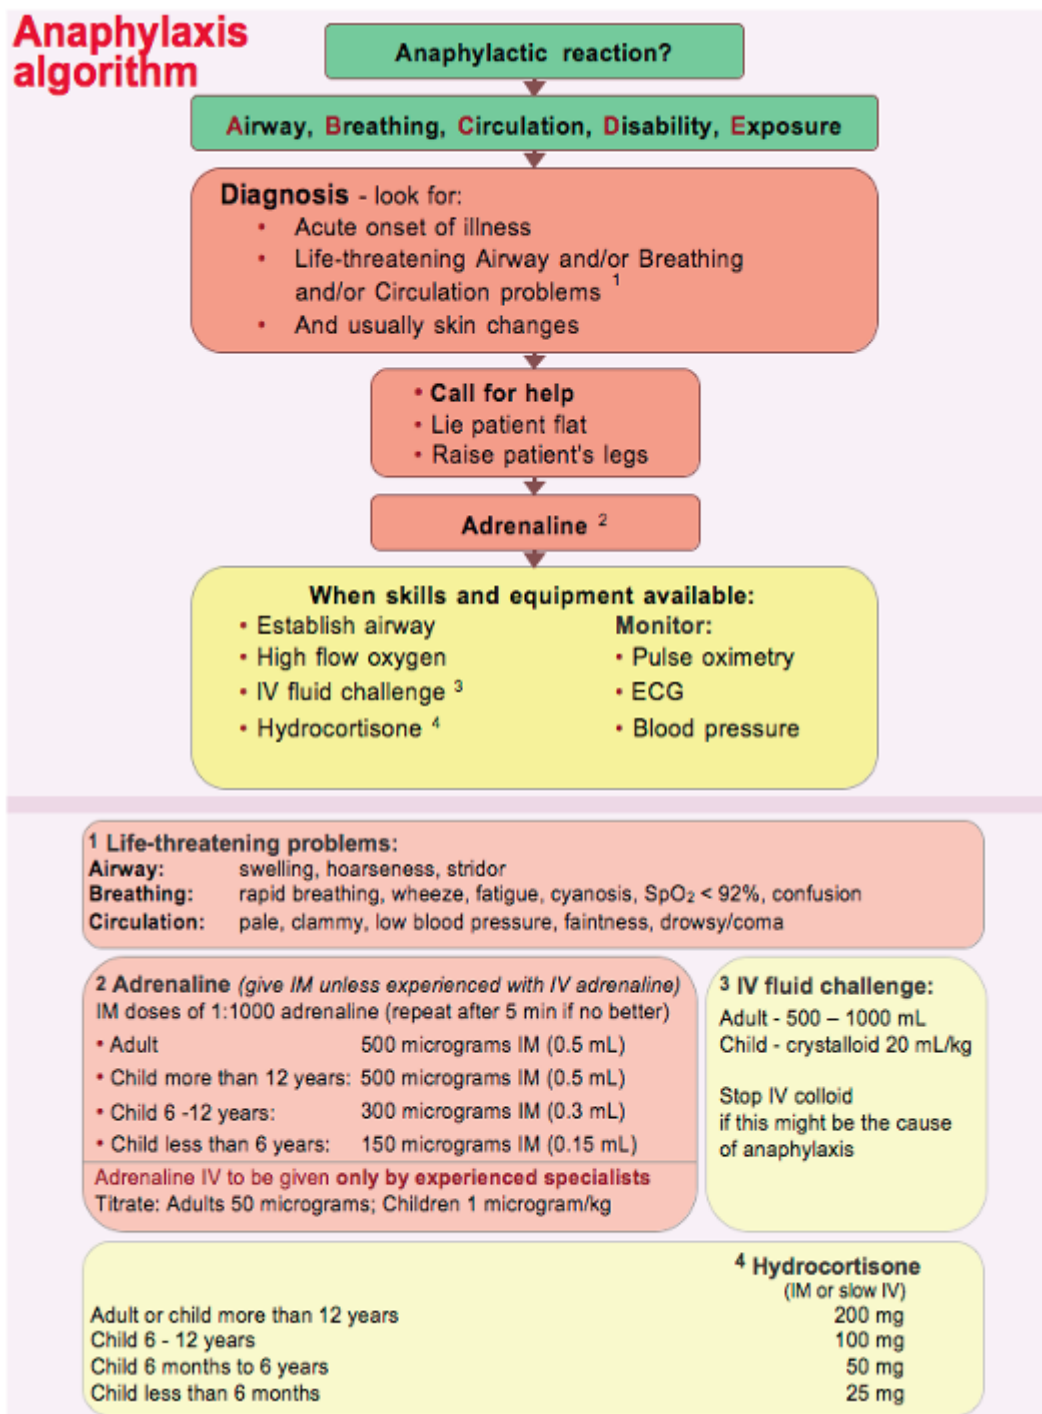 Anaphylaxis
algorithm
Anaphylactic reaction?
Airway, Breathing, Circulation, Disability, Exposure
Diagnosis - look for:
• Acute onset of illness
• Life-threatening Airway and/or Breathing
and/or Circulation problems 1
• And usually skin changes
• Call for help
• Lie patient flat
• Raise patient's legs
Adrenaline 2
When skills and equipment available:
• Establish airway
• High flow oxygen
• IV fluid challenge 3
• Hydrocortisone 4
Monitor:
• Pulse oximetry
• ECG
• Blood pressure
1 Life-threatening problems:
Airway: swelling, hoarseness, stridor
Breathing: rapid breathing, wheeze, fatigue, cyanosis, SpO2 < 92%, confusion
Circulation: pale, clammy, low blood pressure, faintness, drowsy/coma
2 Adrenaline (give IM unless experienced with IV adrenaline)
IM doses of 1:1000 adrenaline (repeat after 5 min if no better)
• Adult 500 micrograms IM (0.5 mL)
• Child more than 12 years: 500 micrograms IM (0.5 mL)
• Child 6 -12 years: 300 micrograms IM (0.3 mL)
• Child less than 6 years: 150 micrograms IM (0.15 mL)
Adrenaline IV to be given only by experienced specialists
Titrate: Adults 50 micrograms; Children 1 microgram/kg
3 IV fluid challenge:
Adult - 500 – 1000 mL
Child - crystalloid 20 mL/kg
Stop IV colloid
if this might be the cause
of anaphylaxis
4 Hydrocortisone
(IM or slow IV)
Adult or child more than 12 years 200 mg
Child 6 - 12 years 100 mg
Child 6 months to 6 years 50 mg
Child less than 6 months 25 mg